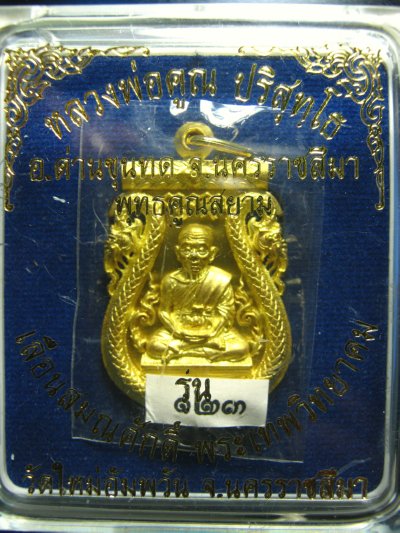 หลวงพ่อคูณ ปริสุทฺโธ
อ.ด่านขุนทด จ.นครราชสีมา
พุทธคูณสยาม
รุ่น
๑๒๓
เลื่อนสมณศักดิ์ พระเทพวิทยาคม
วัดใหม่อัมพวัน จ.นครราชสีมา